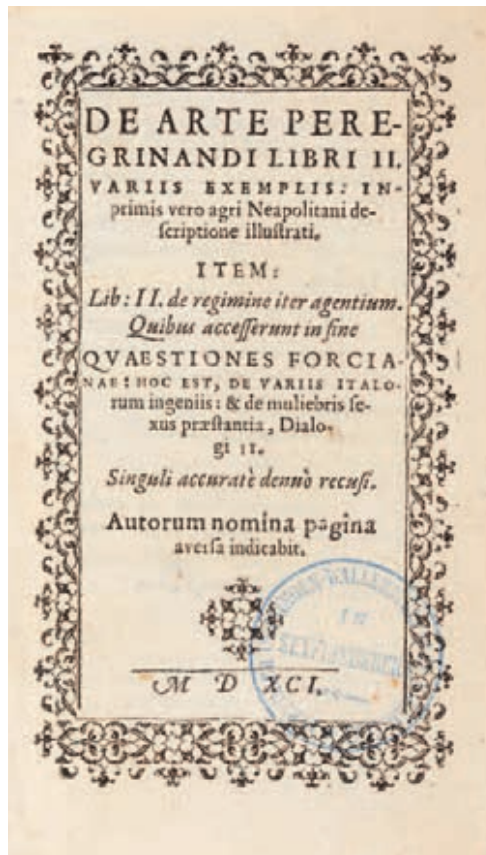 DE ARTE PERE-
GRINANDI LIBRI II.
VARIIS EXEMPLIS: IN-
primis vero agri Neapolitani de-
ſcriptione illuſtrati.
ITEM:
Lib: II. de regimine iter agentium.
Quibus acceſſerunt in fine
QVAESTIONES FORCIA-
NAE: HOC EST, DE VARIIS ITALO-
rum ingeniis: & de muliebris ſe-
xus præſtantia, Dialo-
gi II.
Singuli accuratè denuò recuſi.
Autorum nomina pagina
averſa indicabit.
M D XCI.